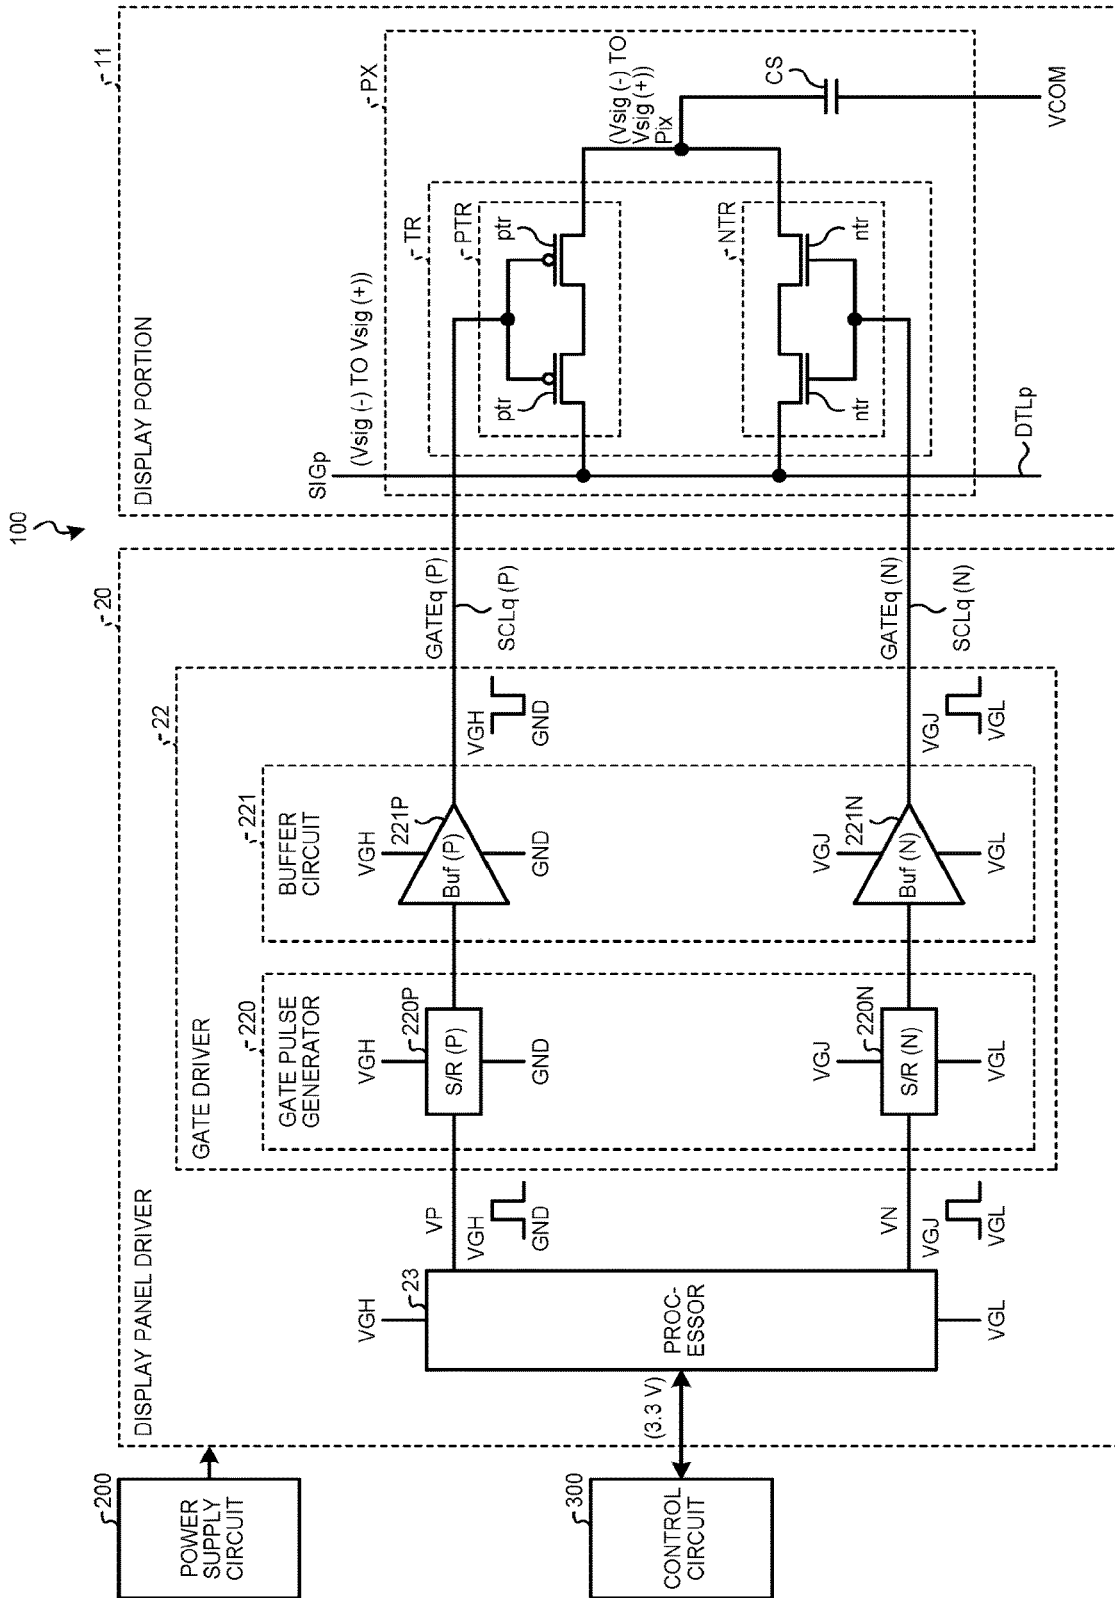 100
200
POWER
SUPPLY
CIRCUIT
300
CONTROL
CIRCUIT
(3.3 V)
20
DISPLAY PANEL DRIVER
VGH
23
PROC-
ESSOR
VGL
VP
VGH
GND
VN
VGJ
VGL
22
GATE DRIVER
220
GATE PULSE
GENERATOR
VGH
220P
S/R (P)
GND
VGJ
220N
S/R (N)
VGL
221
BUFFER
CIRCUIT
VGH
221P
Buf (P)
GND
VGJ
221N
Buf (N)
VGL
VGH
GND
VGJ
VGL
GATEq (P)
SCLq (P)
GATEq (N)
SCLq (N)
11
DISPLAY PORTION
SIGp
(Vsig (-) TO Vsig (+))
DTLp
PX
TR
PTR
ptr
ptr
NTR
ntr
ntr
(Vsig (-) TO
Vsig (+))
Pix
CS
VCOM